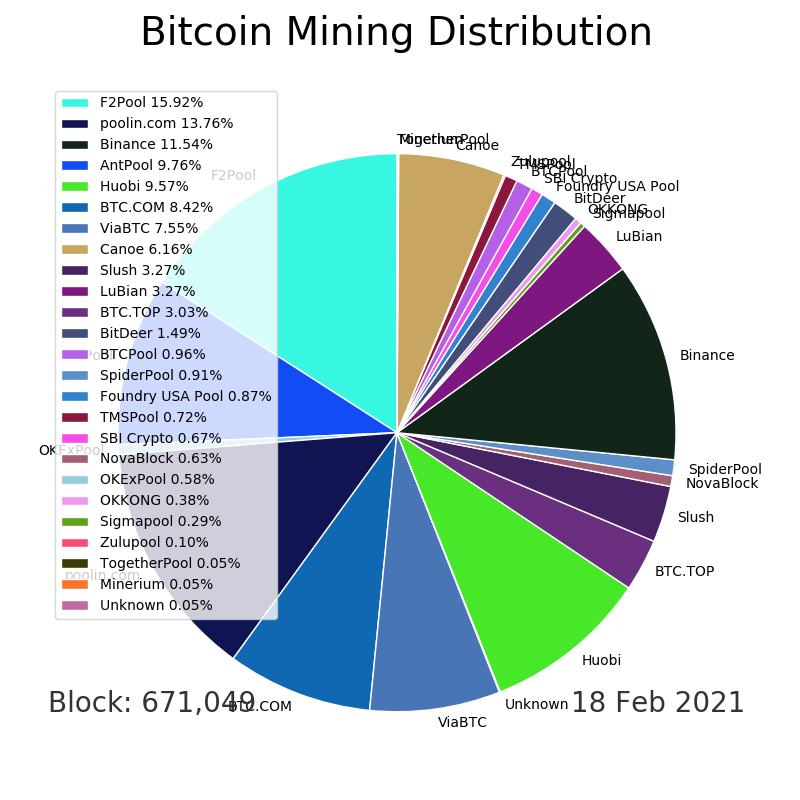 Bitcoin Mining Distribution
F2Pool 15.92%
poolin.com 13.76%
Binance 11.54%
AntPool 9.76%
Huobi 9.57%
BTC.COM 8.42%
ViaBTC 7.55%
Canoe 6.16%
Slush 3.27%
LuBian 3.27%
BTC.TOP 3.03%
BitDeer 1.49%
BTCPool 0.96%
SpiderPool 0.91%
Foundry USA Pool 0.87%
TMSPool 0.72%
SBI Crypto 0.67%
NovaBlocK 0.63%
OKExPool 0.58%
OKKONG 0.38%
Sigmapool 0.29%
Zulupool 0.10%
TogetherPool 0.05%
Minerium 0.05%
Unknown 0.05%
TogetherPool
Minerium
Canoe
Zulupool
TMSPool
BTCPool
SBI Crypto
Foundry USA Pool
BitDeer
OKKONG
Sigmapool
LuBian
Binance
SpiderPool
NovaBlocK
Slush
BTC.TOP
Huobi
Unknown
ViaBTC
BTC.COM
poolin.com
OKExPool
F2Pool
Block: 671,049
18 Feb 2021